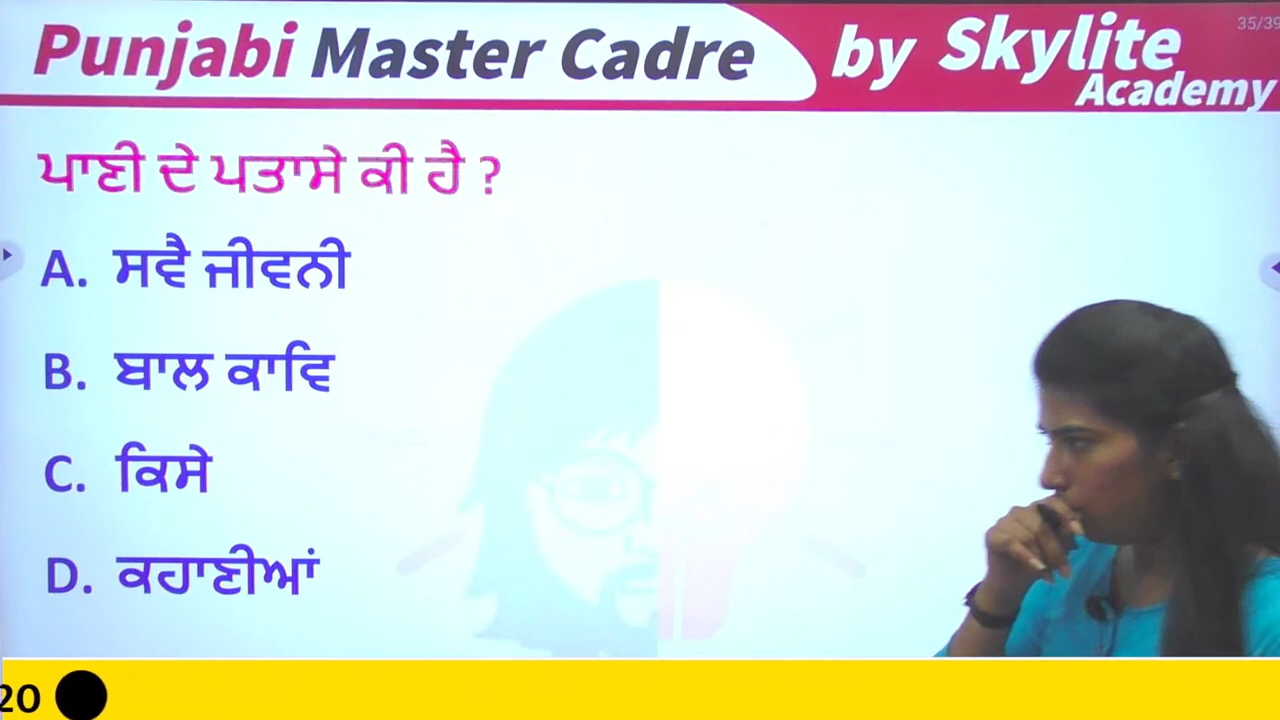 Punjabi Master Cadre by Skylite
Academy
35/39
ਪਾਣੀ ਦੇ ਪਤਾਸੇ ਕੀ ਹੈ ?
A. ਸਵੈ ਜੀਵਨੀ
B. ਬਾਲ ਕਾਵਿ
C. ਕਿਸੇ
D. ਕਹਾਣੀਆਂ
20